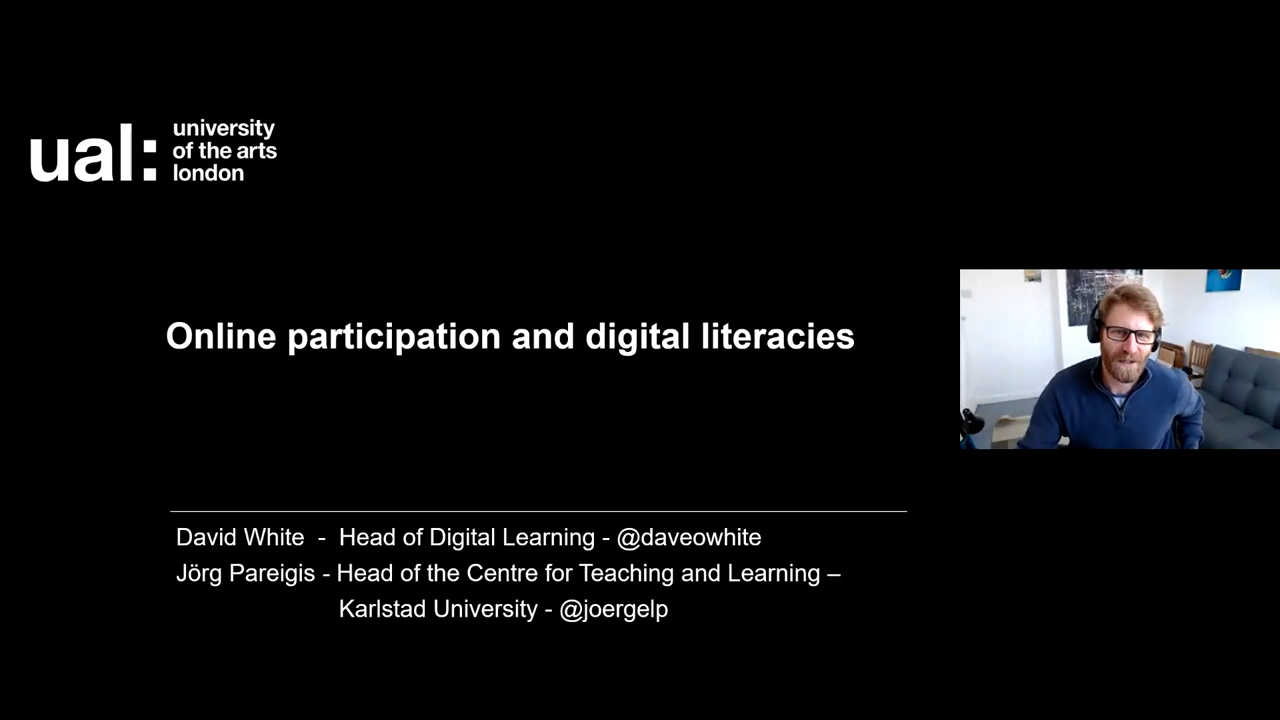 ual:
university
of the arts
london
Online participation and digital literacies
David White - Head of Digital Learning - @daveowhite
Jörg Pareigis - Head of the Centre for Teaching and Learning –
Karlstad University - @joergelp